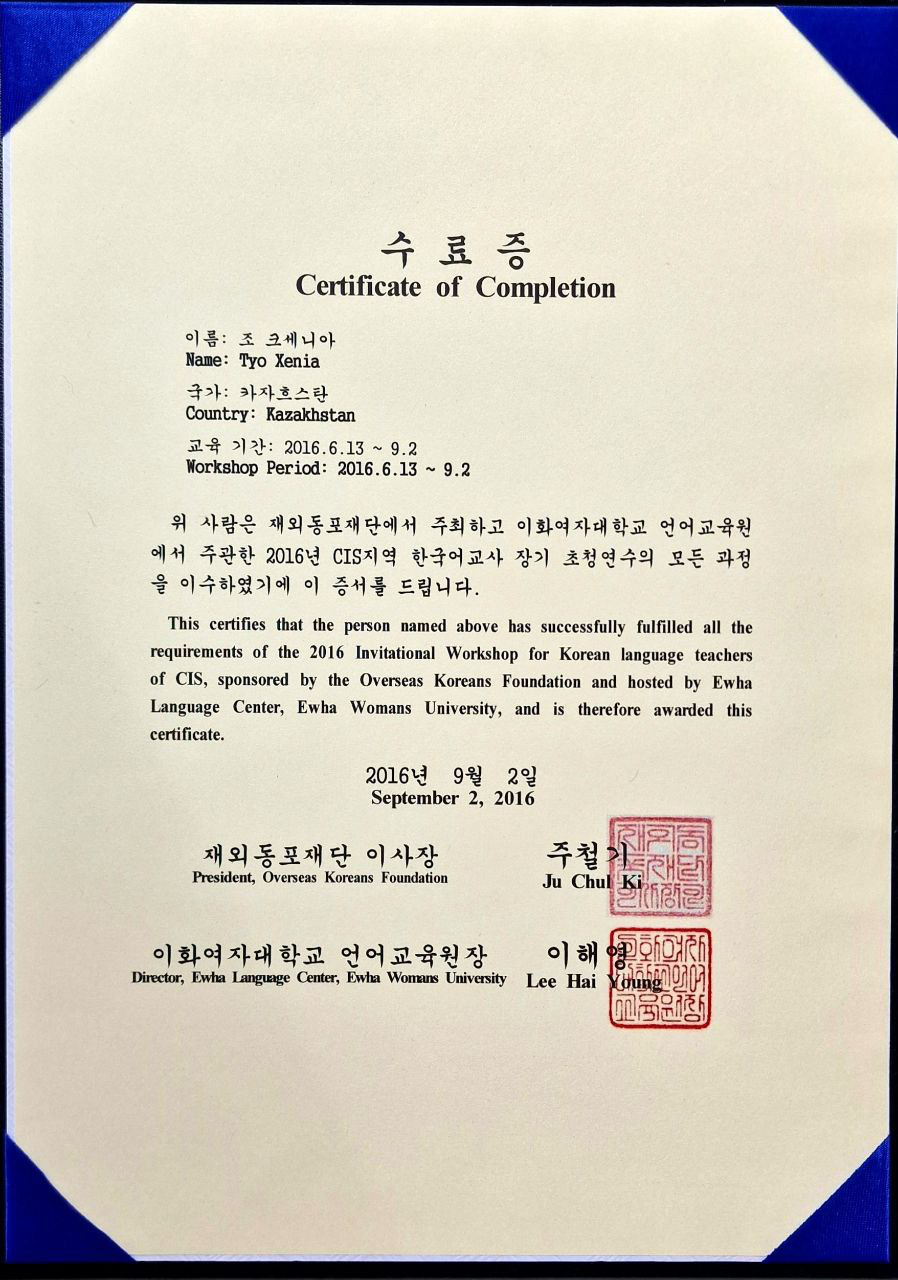 수 료 증
Certificate of Completion
이름: 조 크세니아
Name: Tyo Xenia
국가: 카자흐스탄
Country: Kazakhstan
교육 기간: 2016.6.13 ~ 9.2
Workshop Period: 2016.6.13 ~ 9.2
위 사람은 재외동포재단에서 주최하고 이화여자대학교 언어교육원
에서 주관한 2016년 CIS지역 한국어교사 장기 초청연수의 모든 과정
을 이수하였기에 이 증서를 드립니다.
This certifies that the person named above has successfully fulfilled all the
requirements of the 2016 Invitational Workshop for Korean language teachers
of CIS, sponsored by the Overseas Koreans Foundation and hosted by Ewha
Language Center, Ewha Womans University, and is therefore awarded this
certificate.
2016년 9월 2일
September 2, 2016
재외동포재단 이사장 주철기
President, Overseas Koreans Foundation Ju Chul Ki
이화여자대학교 언어교육원장 이해영
Director, Ewha Language Center, Ewha Womans University Lee Hai Young